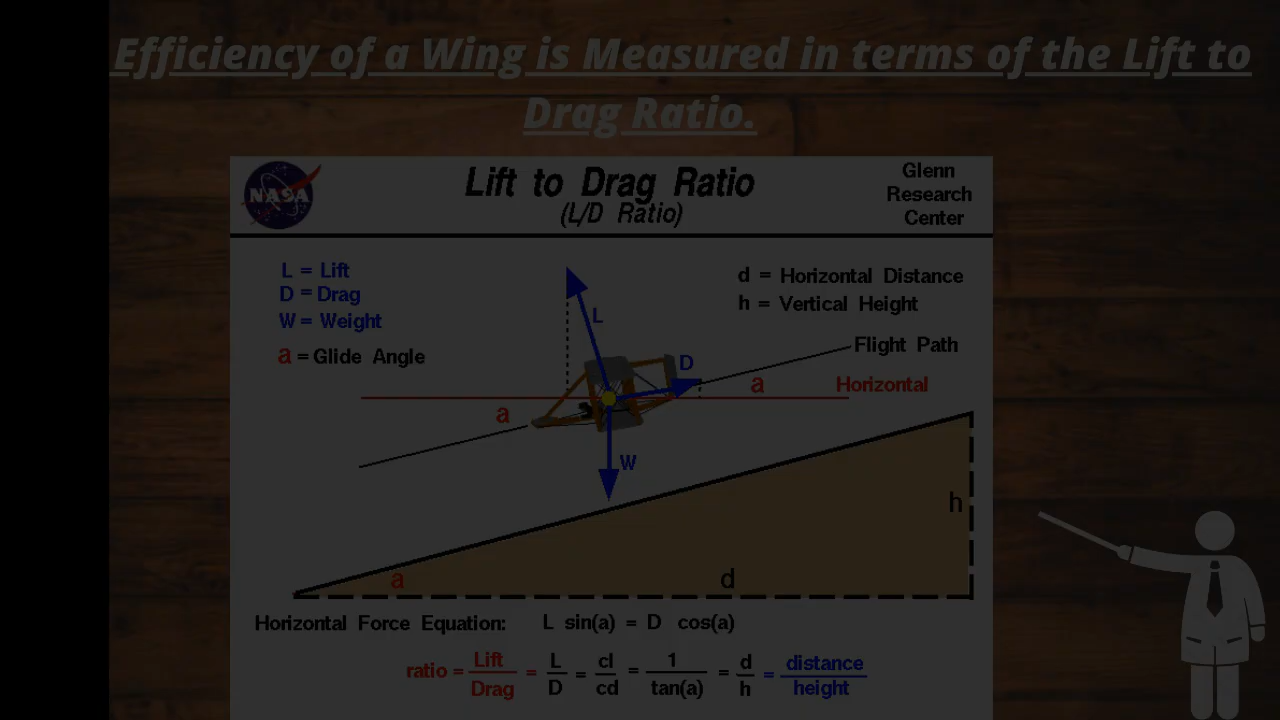 Efficiency of a Wing is Measured in terms of the Lift to
Drag Ratio.
NASA
Lift to Drag Ratio
(L/D Ratio)
Glenn
Research
Center
L = Lift
D = Drag
W = Weight
a = Glide Angle
d = Horizontal Distance
h = Vertical Height
L
D
Flight Path
a
Horizontal
a
W
h
a
d
Horizontal Force Equation: L sin(a) = D cos(a)
ratio = Lift / Drag = L / D = cl / cd = 1 / tan(a) = d / h = distance / height